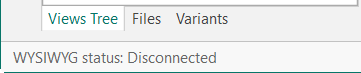 Views Tree Files Variants
WYSIWYG status: Disconnected